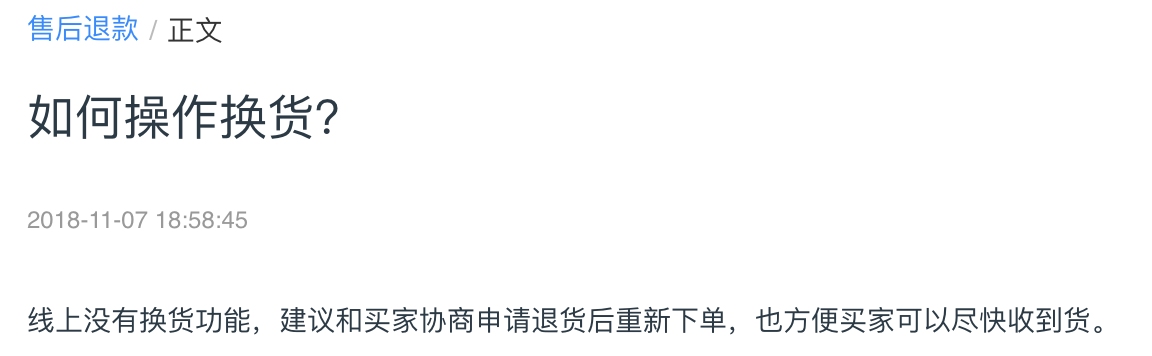 售后退款 / 正文
如何操作换货?
2018-11-07 18:58:45
线上没有换货功能，建议和买家协商申请退货后重新下单，也方便买家可以尽快收到货。